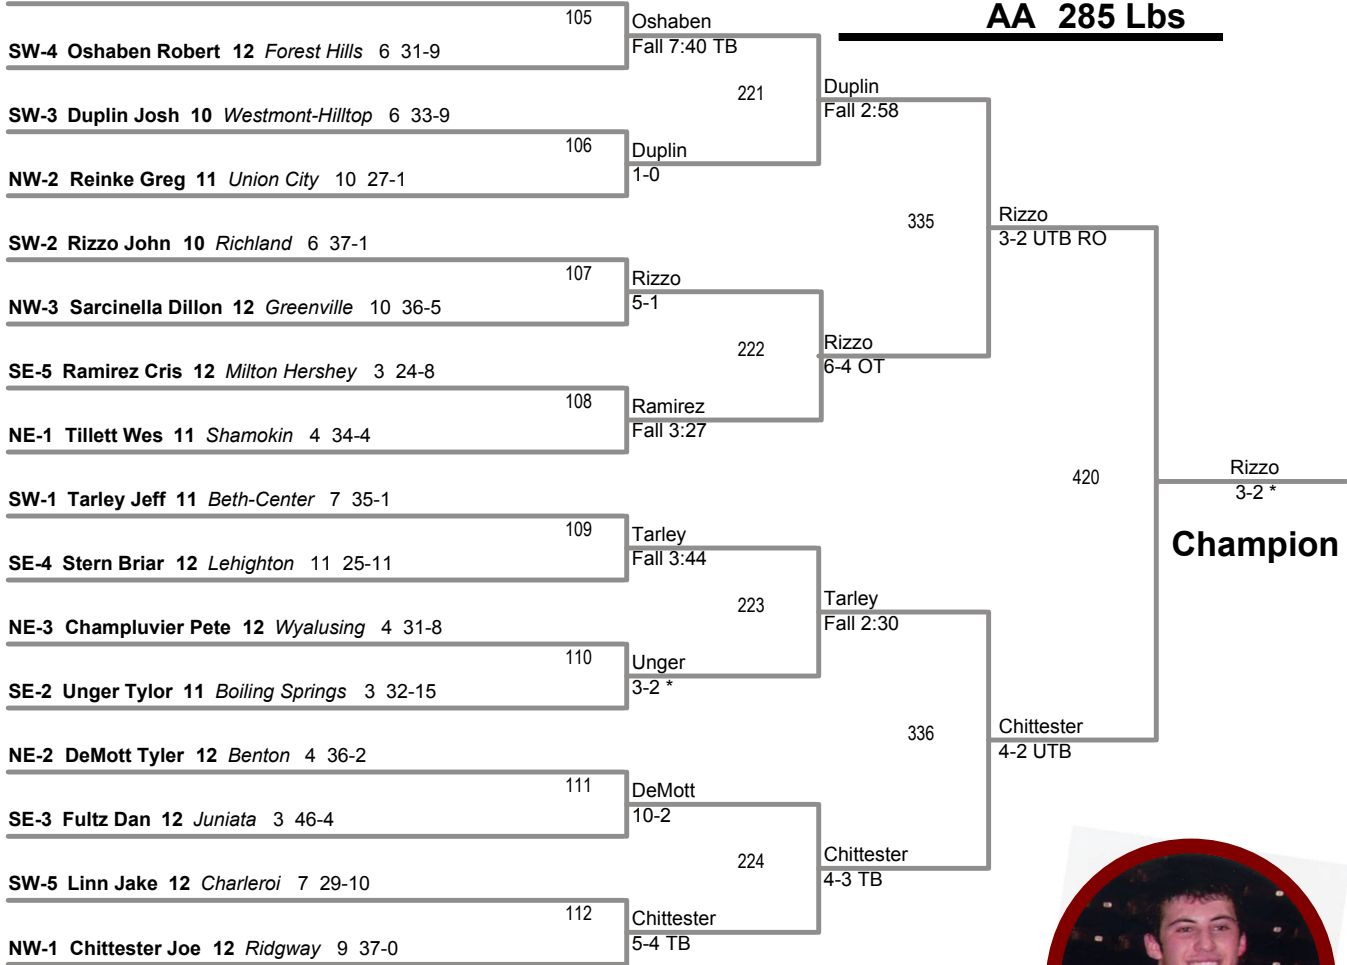 AA 285 Lbs
105
Oshaben
Fall 7:40 TB
SW-4 Oshaben Robert 12 Forest Hills 6 31-9
221
Duplin
Fall 2:58
SW-3 Duplin Josh 10 Westmont-Hilltop 6 33-9
106
Duplin
1-0
NW-2 Reinke Greg 11 Union City 10 27-1
335
Rizzo
3-2 UTB RO
SW-2 Rizzo John 10 Richland 6 37-1
107
Rizzo
5-1
NW-3 Sarcinella Dillon 12 Greenville 10 36-5
222
Rizzo
6-4 OT
SE-5 Ramirez Cris 12 Milton Hershey 3 24-8
108
Ramirez
Fall 3:27
NE-1 Tillett Wes 11 Shamokin 4 34-4
420
Rizzo
3-2 *
Champion
SW-1 Tarley Jeff 11 Beth-Center 7 35-1
109
Tarley
Fall 3:44
SE-4 Stern Briar 12 Lehighton 11 25-11
223
Tarley
Fall 2:30
NE-3 Champluvier Pete 12 Wyalusing 4 31-8
110
Unger
3-2 *
SE-2 Unger Tylor 11 Boiling Springs 3 32-15
336
Chittester
4-2 UTB
NE-2 DeMott Tyler 12 Benton 4 36-2
111
DeMott
10-2
SE-3 Fultz Dan 12 Juniata 3 46-4
224
Chittester
4-3 TB
SW-5 Linn Jake 12 Charleroi 7 29-10
112
Chittester
5-4 TB
NW-1 Chittester Joe 12 Ridgway 9 37-0